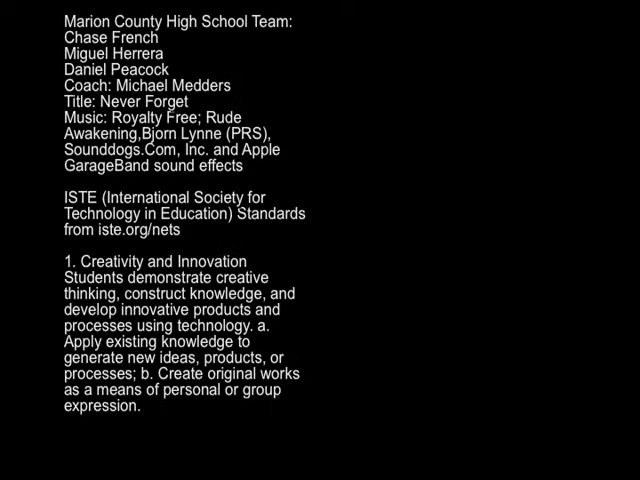 Marion County High School Team:
Chase French
Miguel Herrera
Daniel Peacock
Coach: Michael Medders
Title: Never Forget
Music: Royalty Free; Rude
Awakening,Bjorn Lynne (PRS),
Sounddogs.Com, Inc. and Apple
GarageBand sound effects
ISTE (International Society for
Technology in Education) Standards
from iste.org/nets
1. Creativity and Innovation
Students demonstrate creative
thinking, construct knowledge, and
develop innovative products and
processes using technology. a.
Apply existing knowledge to
generate new ideas, products, or
processes; b. Create original works
as a means of personal or group
expression.